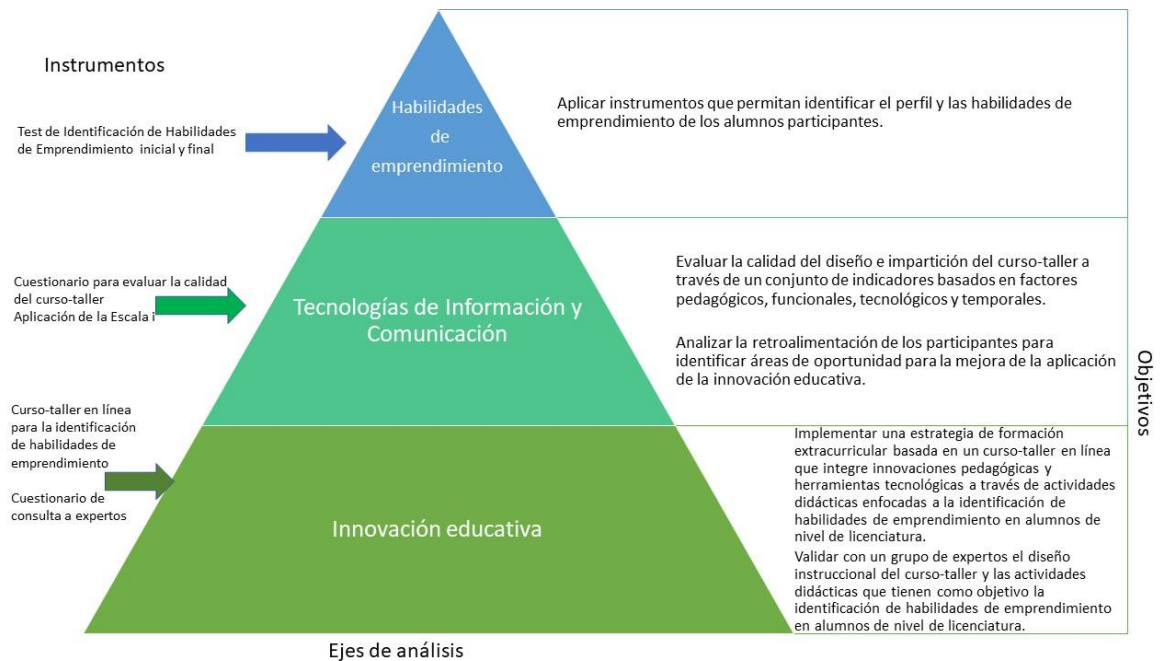 Instrumentos
Test de Identificación de Habilidades
de Emprendimiento inicial y final
Habilidades
de
emprendimiento
Aplicar instrumentos que permitan identificar el perfil y las habilidades de
emprendimiento de los alumnos participantes.
Cuestionario para evaluar la calidad
del curso-taller
Aplicación de la Escala i
Tecnologías de Información y
Comunicación
Evaluar la calidad del diseño e impartición del curso-taller a
través de un conjunto de indicadores basados en factores
pedagógicos, funcionales, tecnológicos y temporales.
Analizar la retroalimentación de los participantes para
identificar áreas de oportunidad para la mejora de la aplicación
de la innovación educativa.
Objetivos
Curso-taller en línea
para la identificación
de habilidades de
emprendimiento
Cuestionario de
consulta a expertos
Innovación educativa
Implementar una estrategia de formación
extracurricular basada en un curso-taller en línea
que integre innovaciones pedagógicas y
herramientas tecnológicas a través de actividades
didácticas enfocadas a la identificación de
habilidades de emprendimiento en alumnos de
nivel de licenciatura.
Validar con un grupo de expertos el diseño
instruccional del curso-taller y las actividades
didácticas que tienen como objetivo la
identificación de habilidades de emprendimiento
en alumnos de nivel de licenciatura.
Ejes de análisis